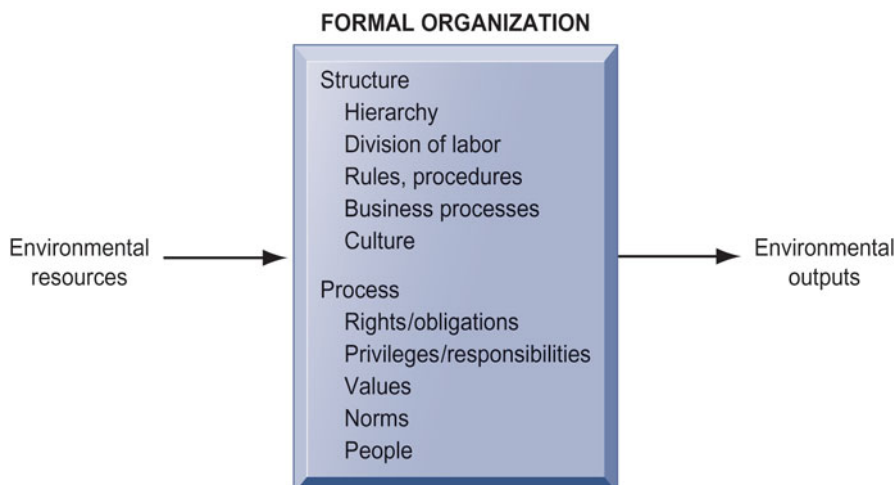 FORMAL ORGANIZATION
Structure
Hierarchy
Division of labor
Rules, procedures
Business processes
Culture
Process
Rights/obligations
Privileges/responsibilities
Values
Norms
People
Environmental
resources
Environmental
outputs